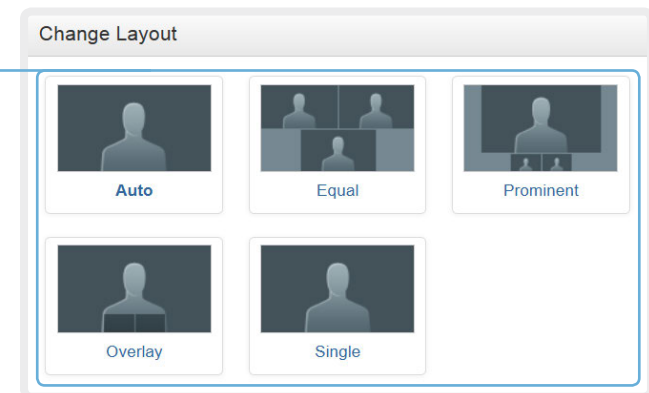 Change Layout
Auto
Equal
Prominent
Overlay
Single